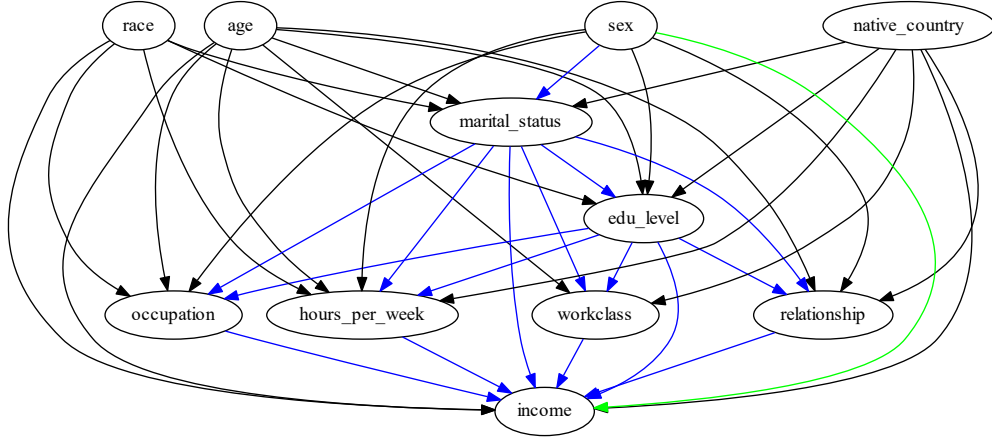 race
age
sex
native_country
marital_status
edu_level
occupation
hours_per_week
workclass
relationship
income